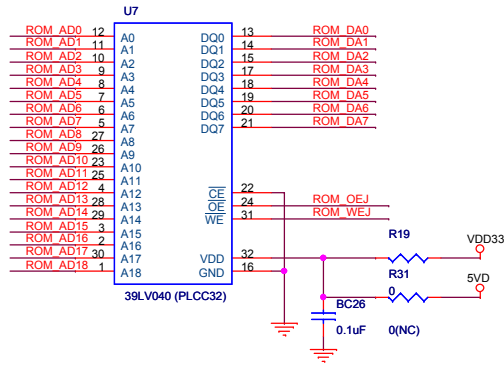 U7
ROM_AD0 12 A0 DQ0 13 ROM_DA0
ROM_AD1 11 A1 DQ1 14 ROM_DA1
ROM_AD2 10 A2 DQ2 15 ROM_DA2
ROM_AD3 9 A3 DQ3 17 ROM_DA3
ROM_AD4 8 A4 DQ4 18 ROM_DA4
ROM_AD5 7 A5 DQ5 19 ROM_DA5
ROM_AD6 6 A6 DQ6 20 ROM_DA6
ROM_AD7 5 A7 DQ7 21 ROM_DA7
ROM_AD8 27 A8
ROM_AD9 26 A9
ROM_AD10 23 A10
ROM_AD11 25 A11
ROM_AD12 4 A12 CE 22
ROM_AD13 28 A13 OE 24 ROM_OEJ
ROM_AD14 29 A14 WE 31 ROM_WEJ
ROM_AD15 3 A15
ROM_AD16 2 A16
ROM_AD17 30 A17 VDD 32
ROM_AD18 1 A18 GND 16
39LV040 (PLCC32)
R19
VDD33
R31
0
5VD
BC26
0.1uF
0(NC)